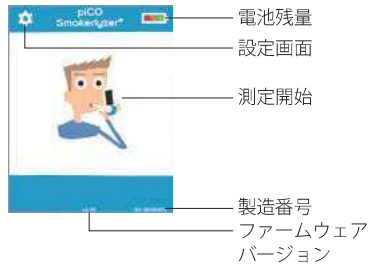 piCO
Smokerlyzer®
電池残量
設定画面
測定開始
製造番号
ファームウェア
バージョン